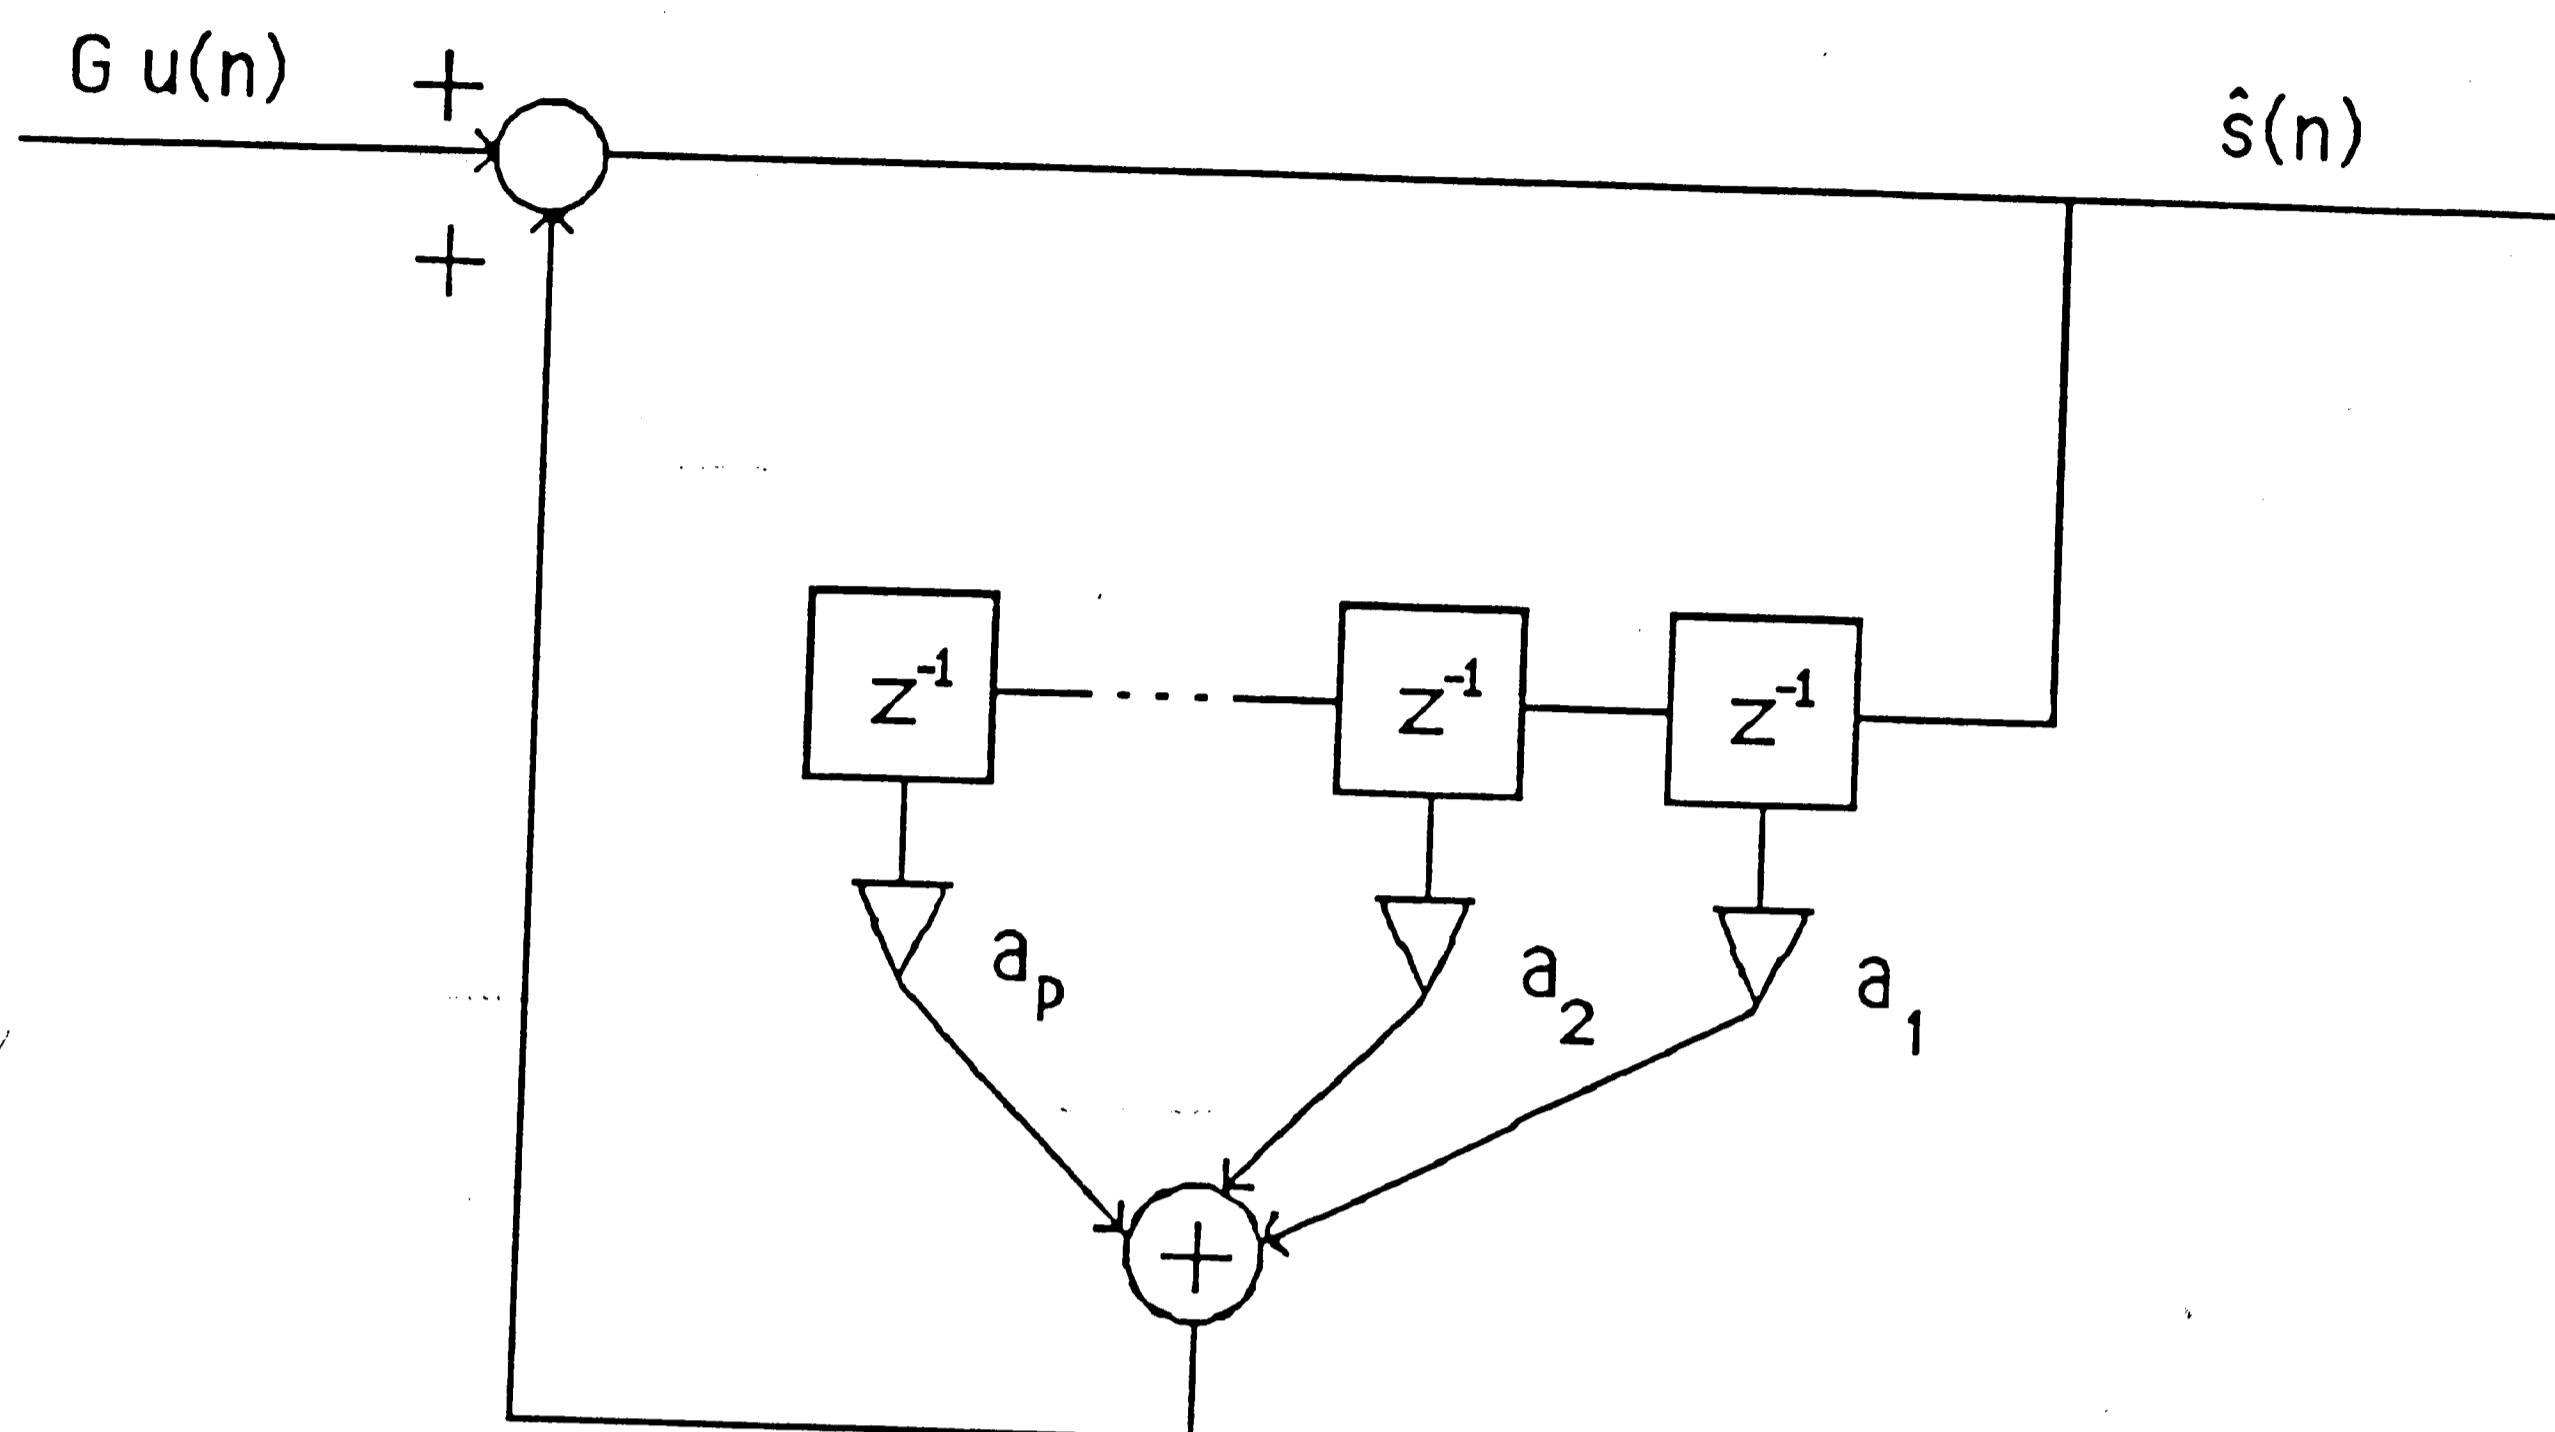 G u(n)
+
ŝ(n)
+
z⁻¹
z⁻¹
z⁻¹
aₚ
a₂
a₁
+